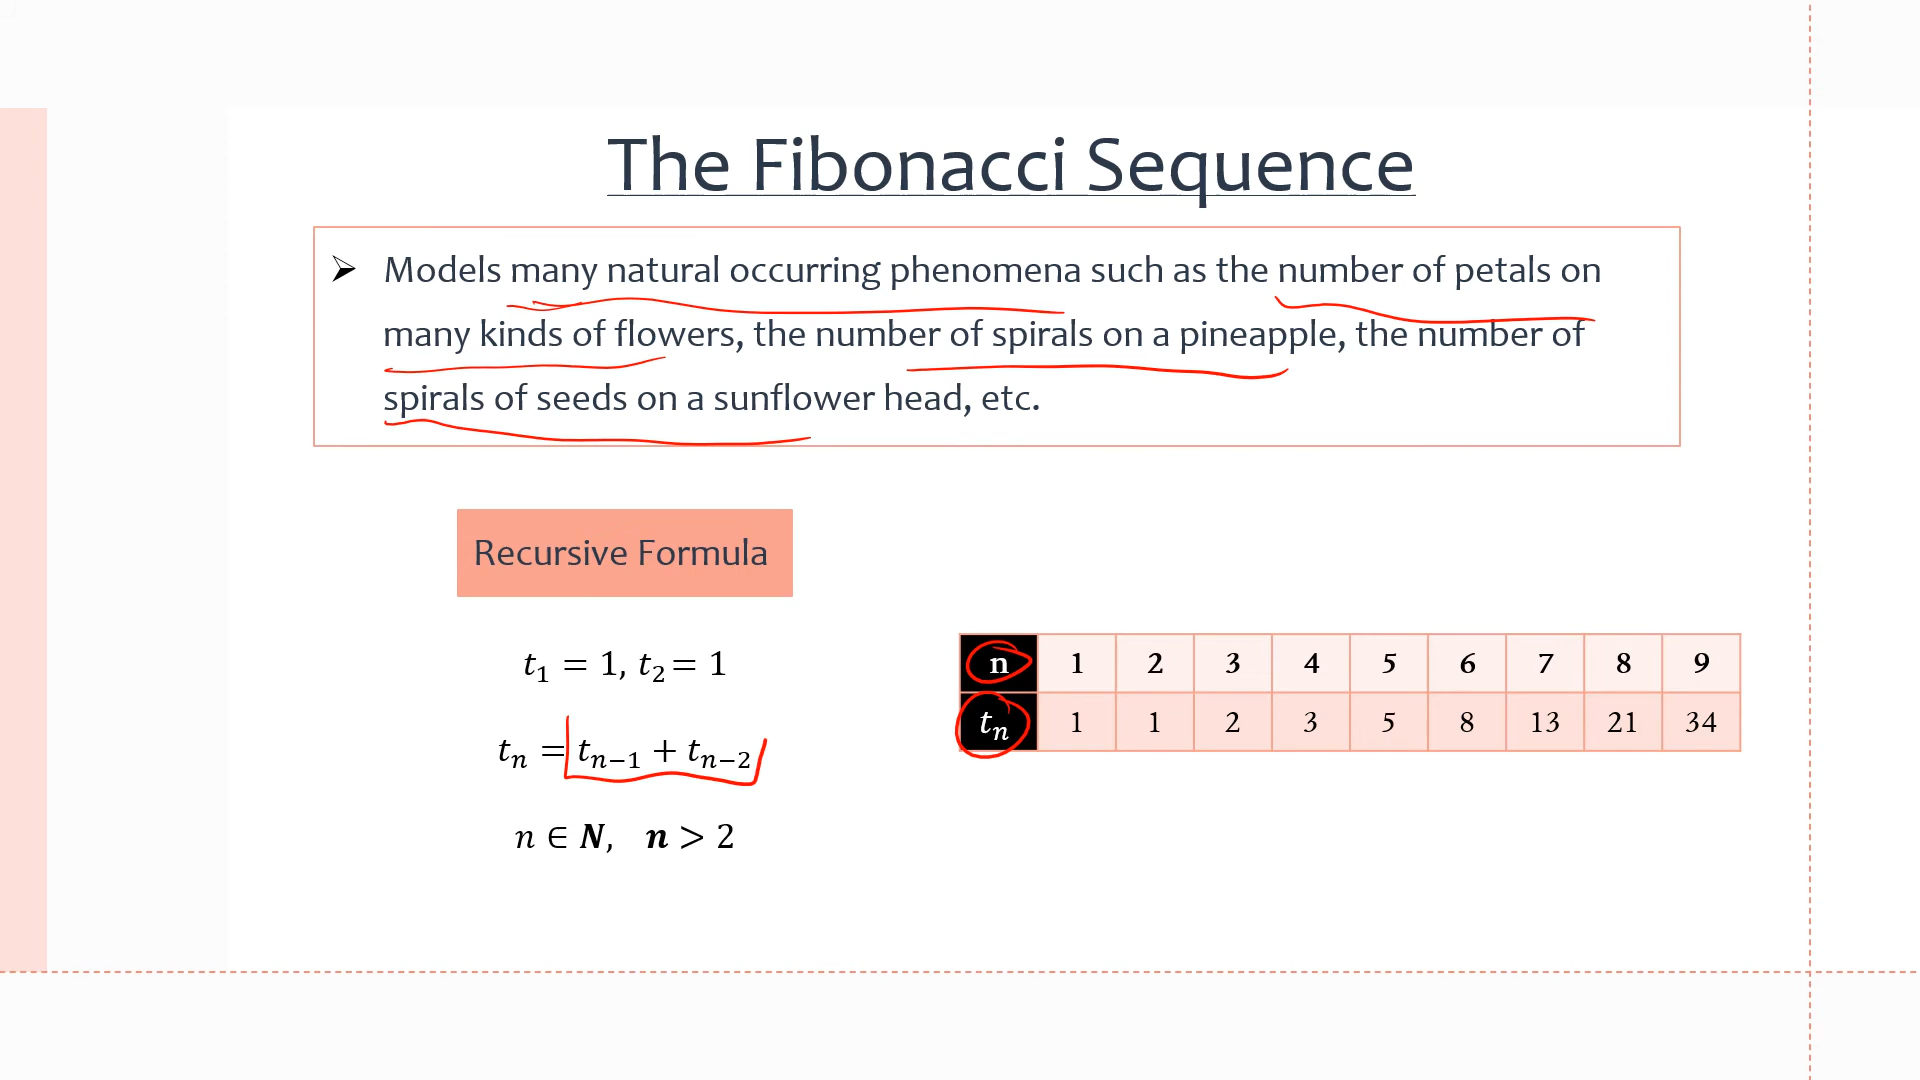 The Fibonacci Sequence
➢ Models many natural occurring phenomena such as the number of petals on
many kinds of flowers, the number of spirals on a pineapple, the number of
spirals of seeds on a sunflower head, etc.
Recursive Formula
t₁ = 1, t₂ = 1
tₙ = tₙ₋₁ + tₙ₋₂
n ∈ N, n > 2
n 1 2 3 4 5 6 7 8 9
tₙ 1 1 2 3 5 8 13 21 34